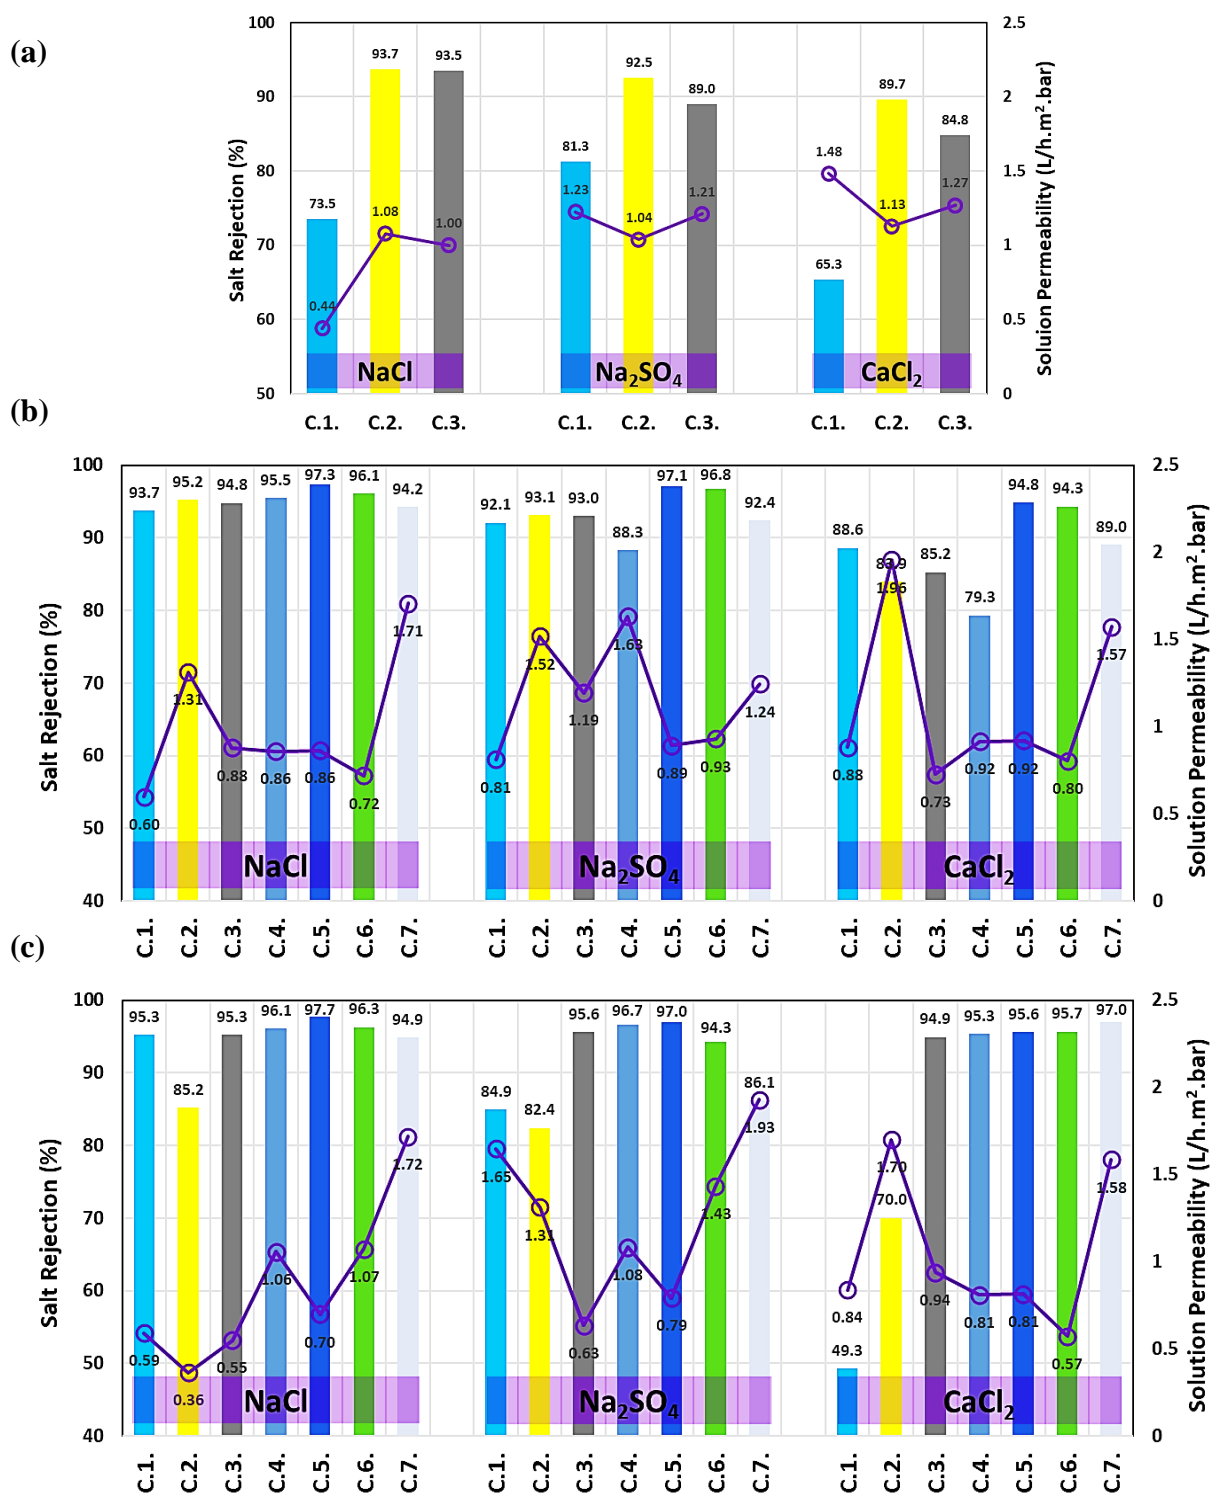 (a)
100
90
80
70
60
50
Salt Rejection (%)
2.5
2
1.5
1
0.5
0
Soluion Permeability (L/h.m².bar)
73.5
93.7
93.5
0.44
1.08
1.00
NaCl
C.1. C.2. C.3.
81.3
92.5
89.0
1.23
1.04
1.21
Na₂SO₄
C.1. C.2. C.3.
65.3
89.7
84.8
1.48
1.13
1.27
CaCl₂
C.1. C.2. C.3.
(b)
100
90
80
70
60
50
40
Salt Rejection (%)
2.5
2
1.5
1
0.5
0
Solution Permeability (L/h.m².bar)
93.7 95.2 94.8 95.5 97.3 96.1 94.2
0.60 1.31 0.88 0.86 0.86 0.72 1.71
NaCl
C.1. C.2. C.3. C.4. C.5. C.6. C.7.
92.1 93.1 93.0 88.3 97.1 96.8 92.4
0.81 1.52 1.19 1.63 0.89 0.93 1.24
Na₂SO₄
C.1. C.2. C.3. C.4. C.5. C.6. C.7.
88.6 83.9 85.2 79.3 94.8 94.3 89.0
0.88 1.96 0.73 0.92 0.92 0.80 1.57
CaCl₂
C.1. C.2. C.3. C.4. C.5. C.6. C.7.
(c)
100
90
80
70
60
50
40
Salt Rejection (%)
2.5
2
1.5
1
0.5
0
Solution Permeability (L/h.m².bar)
95.3 85.2 95.3 96.1 97.7 96.3 94.9
0.59 0.36 0.55 1.06 0.70 1.07 1.72
NaCl
C.1. C.2. C.3. C.4. C.5. C.6. C.7.
84.9 82.4 95.6 96.7 97.0 94.3 86.1
1.65 1.31 0.63 1.08 0.79 1.43 1.93
Na₂SO₄
C.1. C.2. C.3. C.4. C.5. C.6. C.7.
49.3 70.0 94.9 95.3 95.6 95.7 97.0
0.84 1.70 0.94 0.81 0.81 0.57 1.58
CaCl₂
C.1. C.2. C.3. C.4. C.5. C.6. C.7.